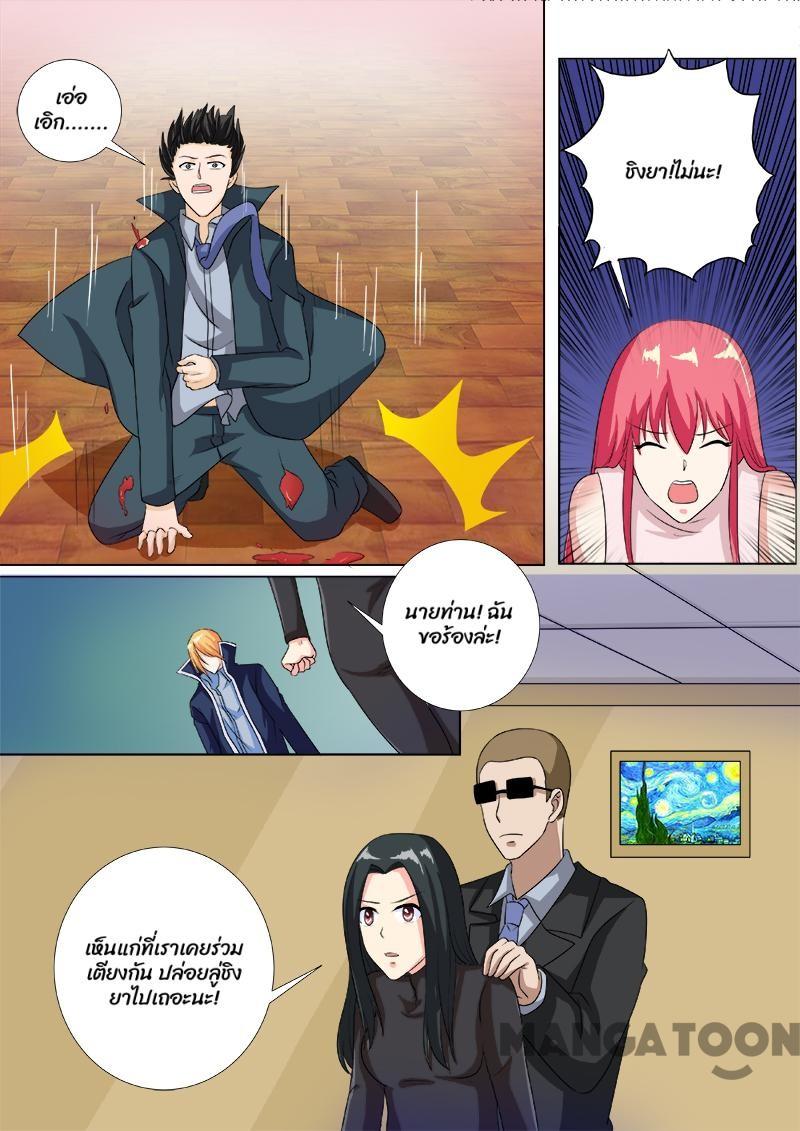 เอ่อ
เอิก.......
ชิงยา!ไม่นะ!
นายท่าน! ฉัน
ขอร้องล่ะ!
เห็นแก่ที่เราเคยร่วม
เตียงกัน ปล่อยลู่ชิง
ยาไปเถอะนะ!
MANGATOON